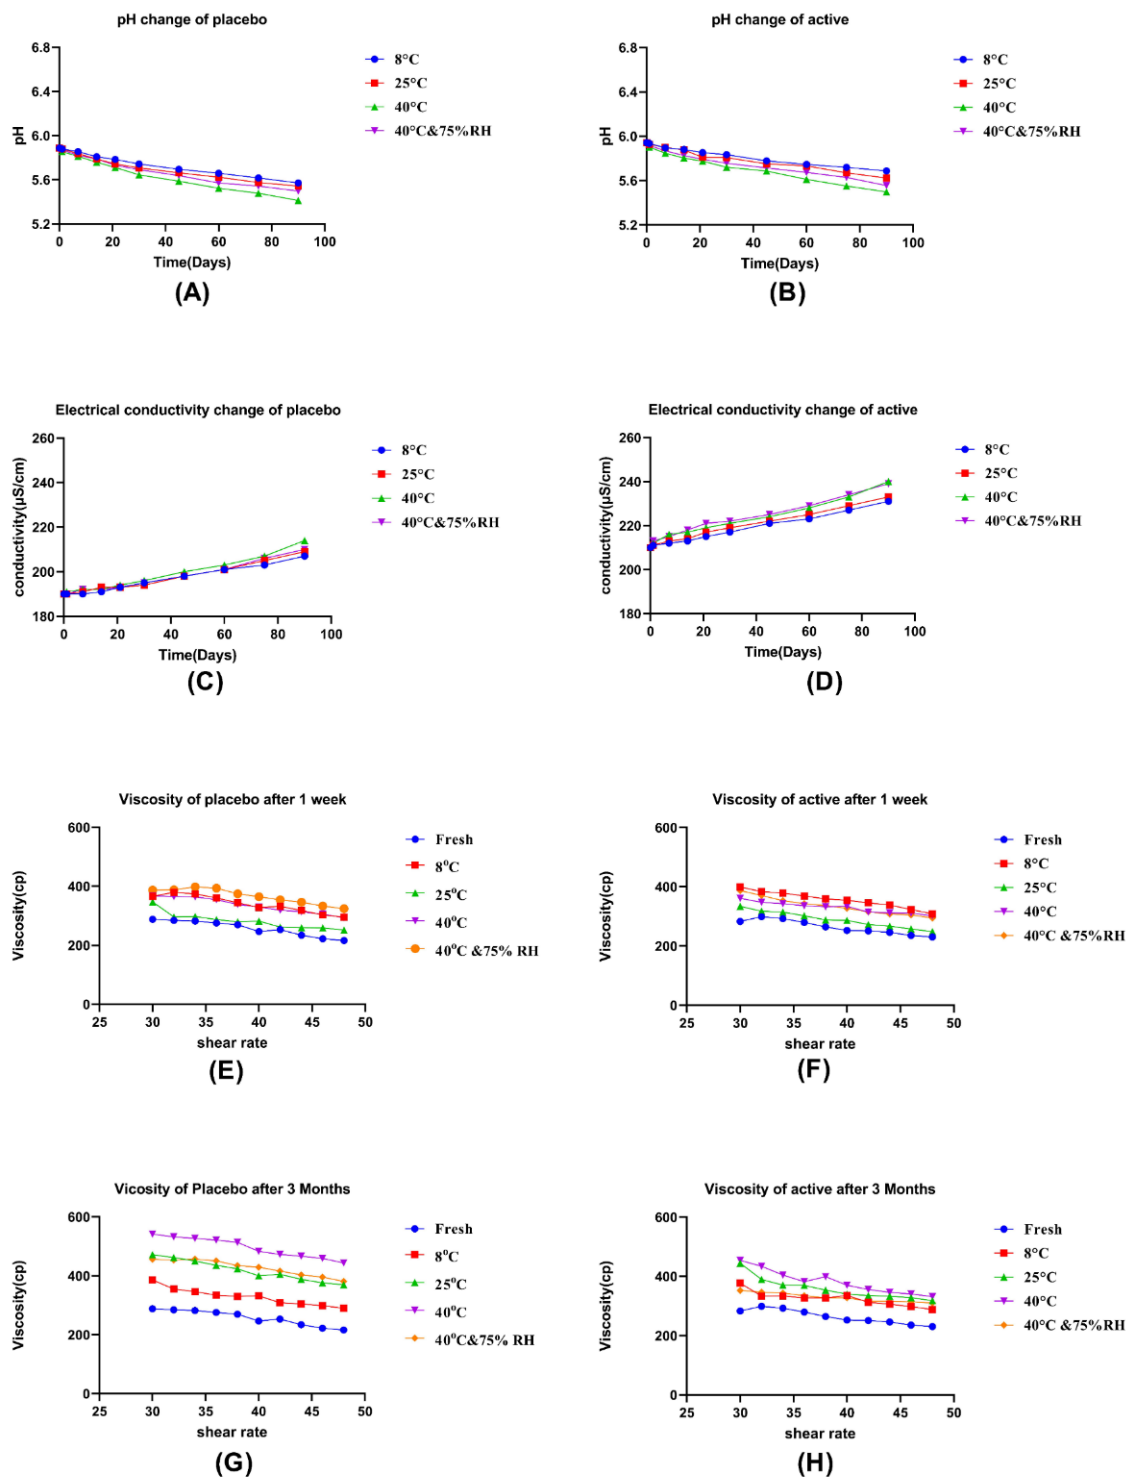 pH change of placebo
6.8
6.4
6.0
5.6
5.2
pH
0 20 40 60 80 100
Time(Days)
8°C
25°C
40°C
40°C&75%RH
(A)
pH change of active
6.8
6.4
6.0
5.6
5.2
pH
0 20 40 60 80 100
Time(Days)
8°C
25°C
40°C
40°C&75%RH
(B)
Electrical conductivity change of placebo
260
240
220
200
180
conductivity(µS/cm)
0 20 40 60 80 100
Time(Days)
8°C
25°C
40°C
40°C&75%RH
(C)
Electrical conductivity change of active
260
240
220
200
180
conductivity(µS/cm)
0 20 40 60 80 100
Time(Days)
8°C
25°C
40°C
40°C&75%RH
(D)
Viscosity of placebo after 1 week
600
400
200
0
Viscosity(cp)
25 30 35 40 45 50
shear rate
Fresh
8⁰C
25⁰C
40⁰C
40⁰C &75% RH
(E)
Viscosity of active after 1 week
600
400
200
0
Viscosity(cp)
25 30 35 40 45 50
shear rate
Fresh
8°C
25°C
40°C
40°C &75%RH
(F)
Vicosity of Placebo after 3 Months
600
400
200
0
Viscosity(cp)
25 30 35 40 45 50
shear rate
Fresh
8⁰C
25⁰C
40⁰C
40⁰C&75% RH
(G)
Viscosity of active after 3 Months
600
400
200
0
Viscosity(cp)
25 30 35 40 45 50
shear rate
Fresh
8°C
25°C
40°C
40°C &75%RH
(H)